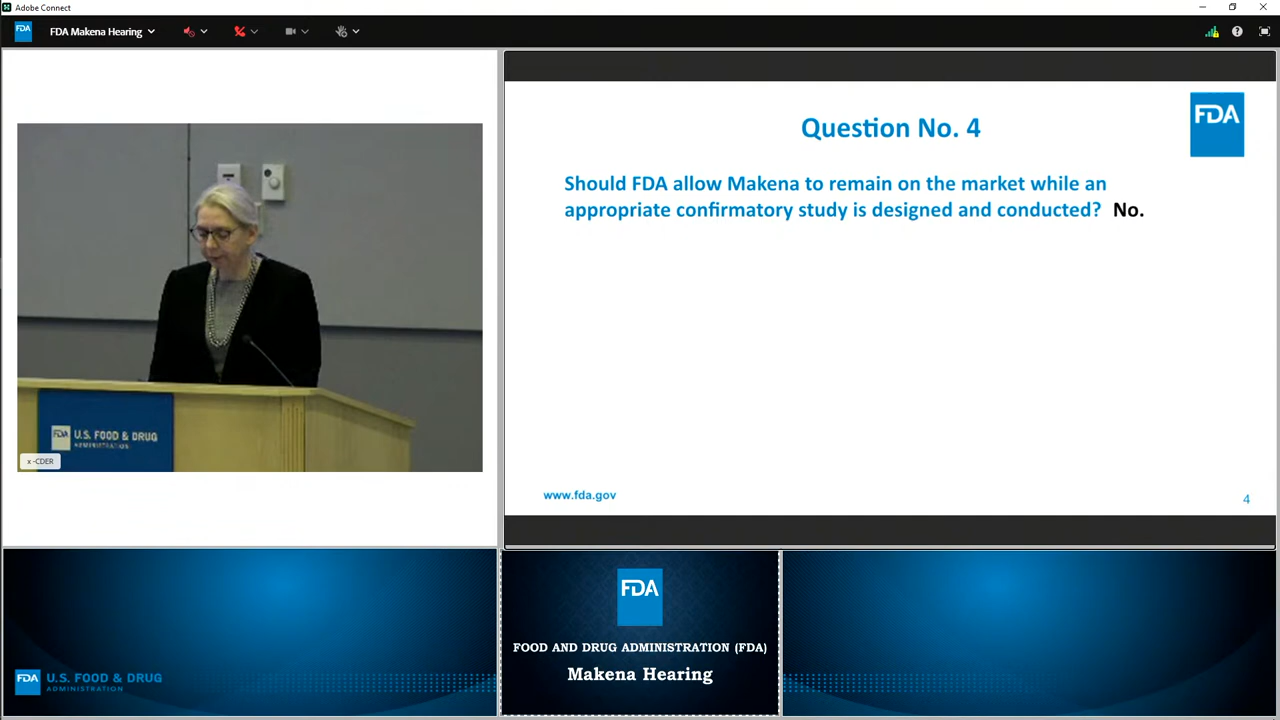 Adobe Connect
FDA
FDA Makena Hearing
FDA
Question No. 4
Should FDA allow Makena to remain on the market while an
appropriate confirmatory study is designed and conducted? No.
FDA
U.S. FOOD & DRUG
ADMINISTRATION
x -CDER
www.fda.gov
4
FDA
FOOD AND DRUG ADMINISTRATION (FDA)
Makena Hearing
FDA
U.S. FOOD & DRUG
ADMINISTRATION